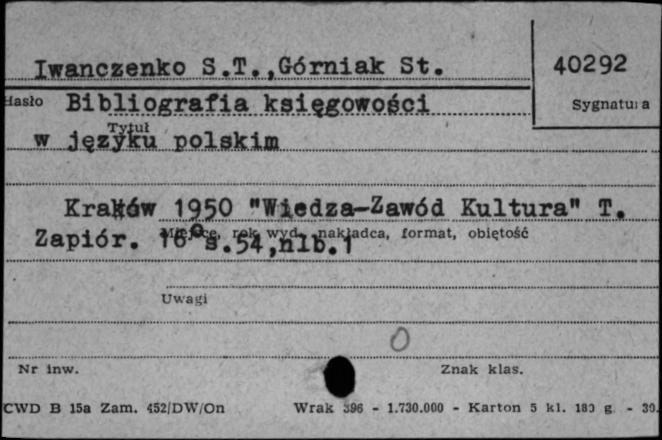 Iwanczenko S.T.,Górniak St.
40292
Hasło Bibliografia księgowości
Sygnatura
Tytuł
w języku polskim
Kraków 1950 "Wiedza-Zawód Kultura" T.
Miejsce, rok wyd., nakładca, format, objętość
Zapiór. 16° s.54,nlb.1
Uwagi
0
Nr inw.
Znak klas.
CWD B 15a Zam. 452/DW/On
Wrak 396 - 1.730.000 - Karton 5 kl. 180 g. - 30.